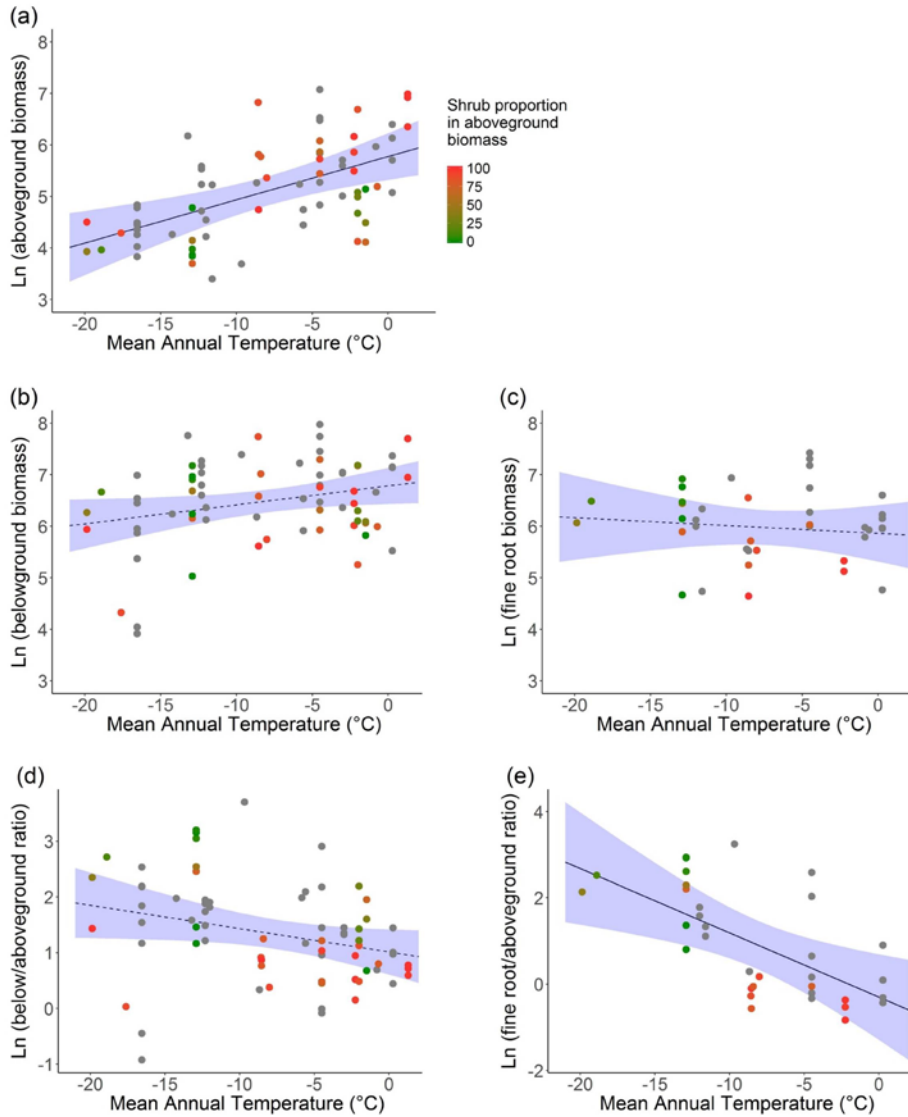 (a)
Ln (aboveground biomass)
8
7
6
5
4
3
-20 -15 -10 -5 0
Mean Annual Temperature (°C)
Shrub proportion
in aboveground
biomass
100
75
50
25
0
(b)
Ln (belowground biomass)
8
7
6
5
4
3
-20 -15 -10 -5 0
Mean Annual Temperature (°C)
(c)
Ln (fine root biomass)
8
7
6
5
4
3
-20 -15 -10 -5 0
Mean Annual Temperature (°C)
(d)
Ln (below/aboveground ratio)
3
2
1
0
-1
-20 -15 -10 -5 0
Mean Annual Temperature (°C)
(e)
Ln (fine root/aboveground ratio)
4
2
0
-2
-20 -15 -10 -5 0
Mean Annual Temperature (°C)